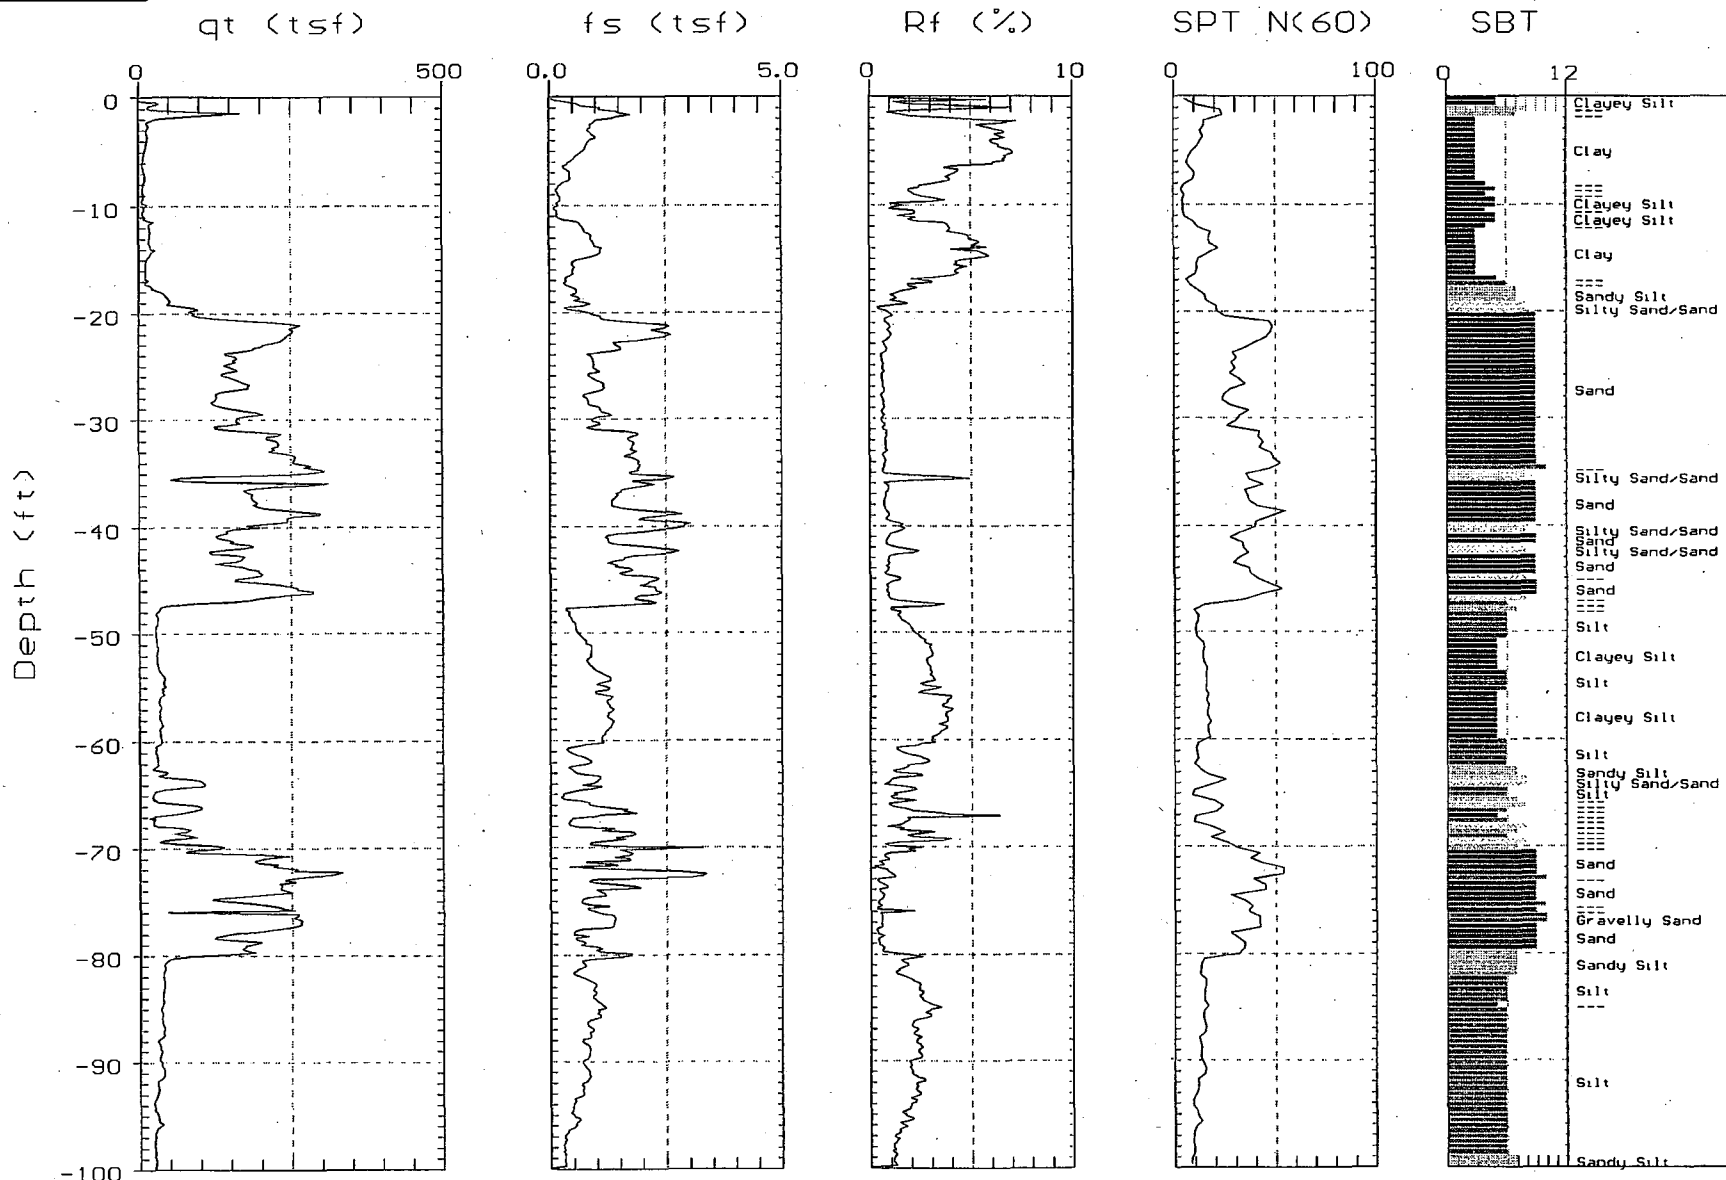 qt (tsf) fs (tsf) Rf (%) SPT N(60) SBT
0 500 0.0 5.0 0 10 0 100 0 12
Depth (ft)
0
-10
-20
-30
-40
-50
-60
-70
-80
-90
-100
Clayey Silt
---
Clay
---
---
Clayey Silt
---
Clayey Silt
---
Clay
---
---
Sandy Silt
Silty Sand/Sand
Sand
---
Silty Sand/Sand
Sand
Silty Sand/Sand
Sand
Silty Sand/Sand
Sand
---
Sand
---
---
---
Silt
Clayey Silt
Silt
Clayey Silt
Silt
Sandy Silt
Silty Sand/Sand
Silt
---
---
---
---
---
---
---
---
---
Sand
---
Sand
---
---
Gravelly Sand
Sand
Sandy Silt
Silt
---
Silt
Sandy Silt